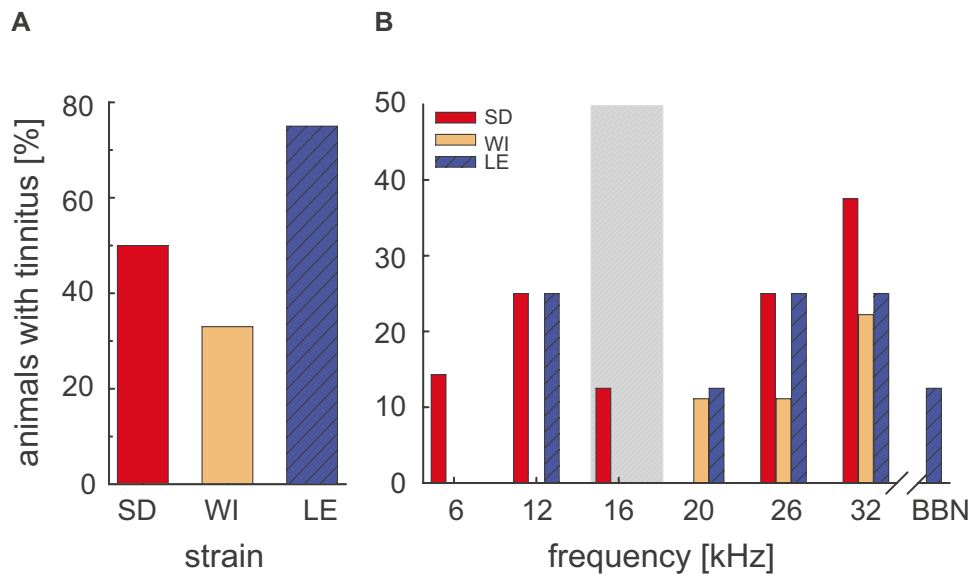 A
animals with tinnitus [%]
80
60
40
20
0
SD WI LE
strain
B
50
40
30
20
10
0
SD
WI
LE
6 12 16 20 26 32 BBN
frequency [kHz]